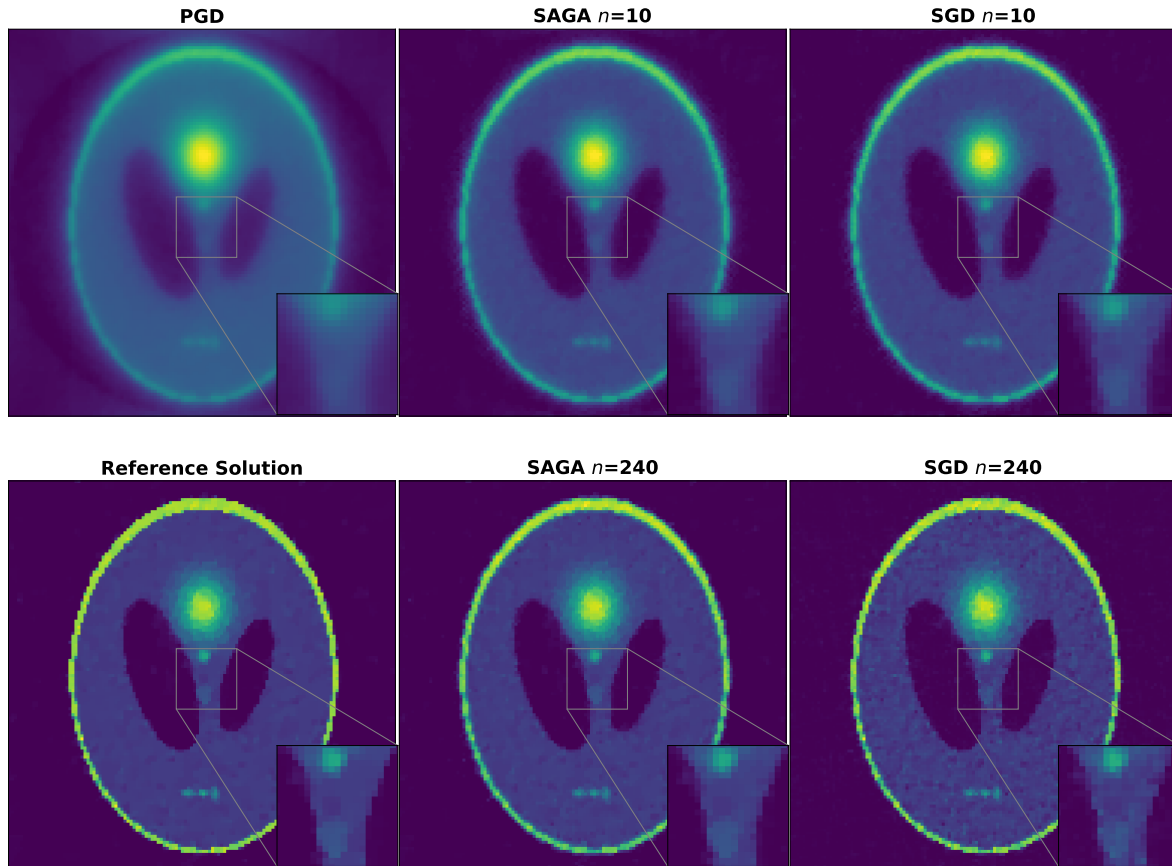 PGD
SAGA n=10
SGD n=10
Reference Solution
SAGA n=240
SGD n=240